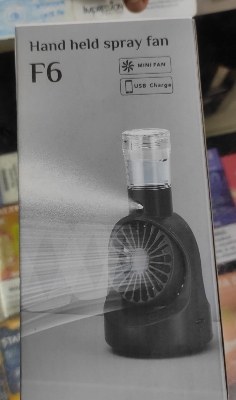 Hand held spray fan
F6
MINI FAN
USB Charge